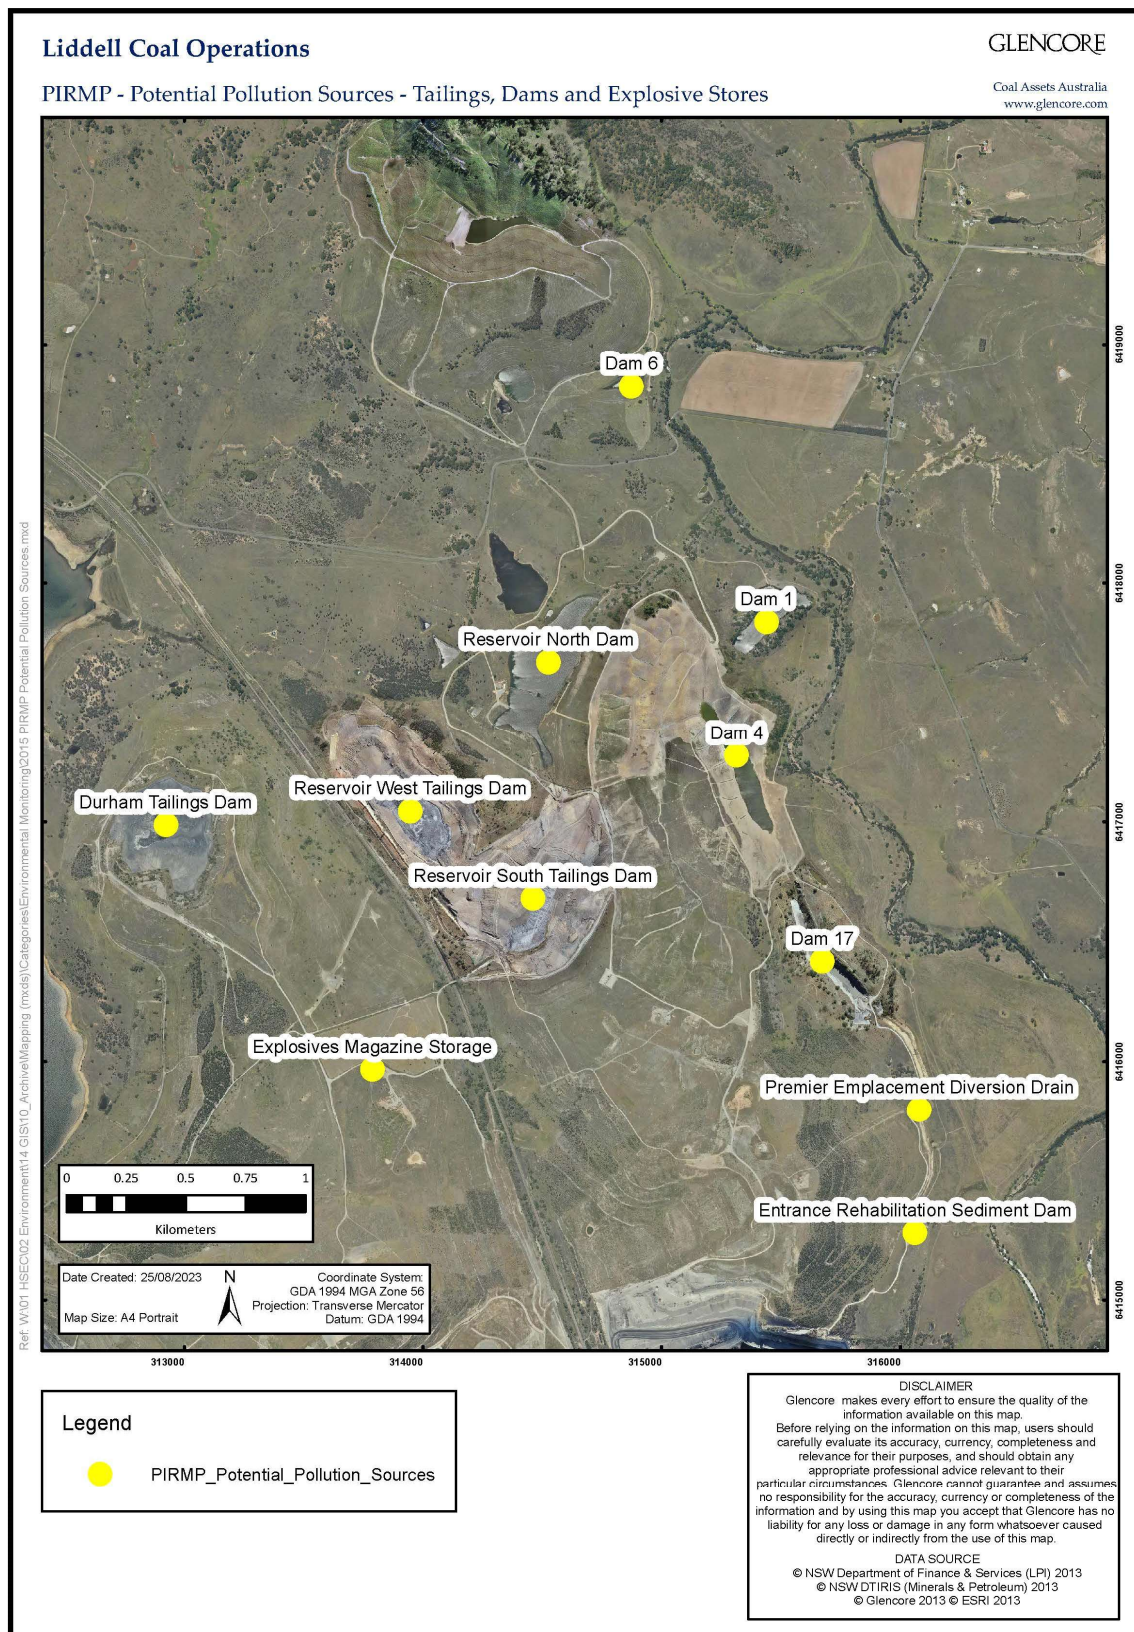 Liddell Coal Operations
GLENCORE
PIRMP - Potential Pollution Sources - Tailings, Dams and Explosive Stores
Coal Assets Australia
www.glencore.com
Ref: W:\01 HSEC\02 Environment\14 GIS\10_Archive\Mapping (mxds)\Categories\Environmental Monitoring\2015 PIRMP Potential Pollution Sources.mxd
Dam 6
6419000
6418000
Dam 1
Reservoir North Dam
Dam 4
Reservoir West Tailings Dam
Durham Tailings Dam
6417000
Reservoir South Tailings Dam
Dam 17
Explosives Magazine Storage
6416000
Premier Emplacement Diversion Drain
Entrance Rehabilitation Sediment Dam
6415000
0 0.25 0.5 0.75 1
Kilometers
Date Created: 25/08/2023
Map Size: A4 Portrait
N
Coordinate System:
GDA 1994 MGA Zone 56
Projection: Transverse Mercator
Datum: GDA 1994
313000 314000 315000 316000
Legend
PIRMP_Potential_Pollution_Sources
DISCLAIMER
Glencore makes every effort to ensure the quality of the
information available on this map.
Before relying on the information on this map, users should
carefully evaluate its accuracy, currency, completeness and
relevance for their purposes, and should obtain any
appropriate professional advice relevant to their
particular circumstances. Glencore cannot guarantee and assumes
no responsibility for the accuracy, currency or completeness of the
information and by using this map you accept that Glencore has no
liability for any loss or damage in any form whatsoever caused
directly or indirectly from the use of this map.
DATA SOURCE
© NSW Department of Finance & Services (LPI) 2013
© NSW DTIRIS (Minerals & Petroleum) 2013
© Glencore 2013 © ESRI 2013